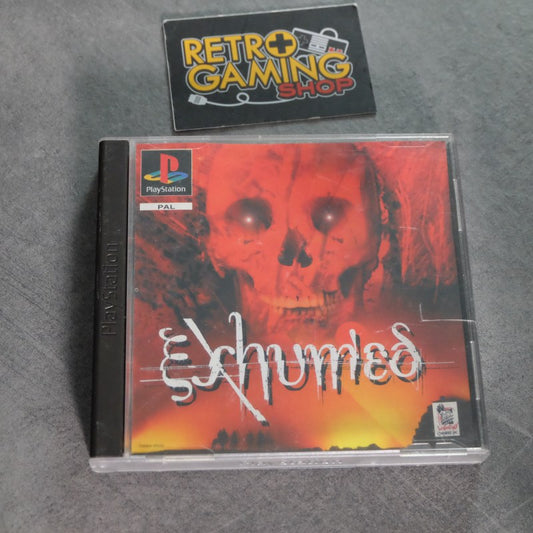 RETRO
GAMING
SHOP
PlayStation
PAL
PlayStation
Exhumed